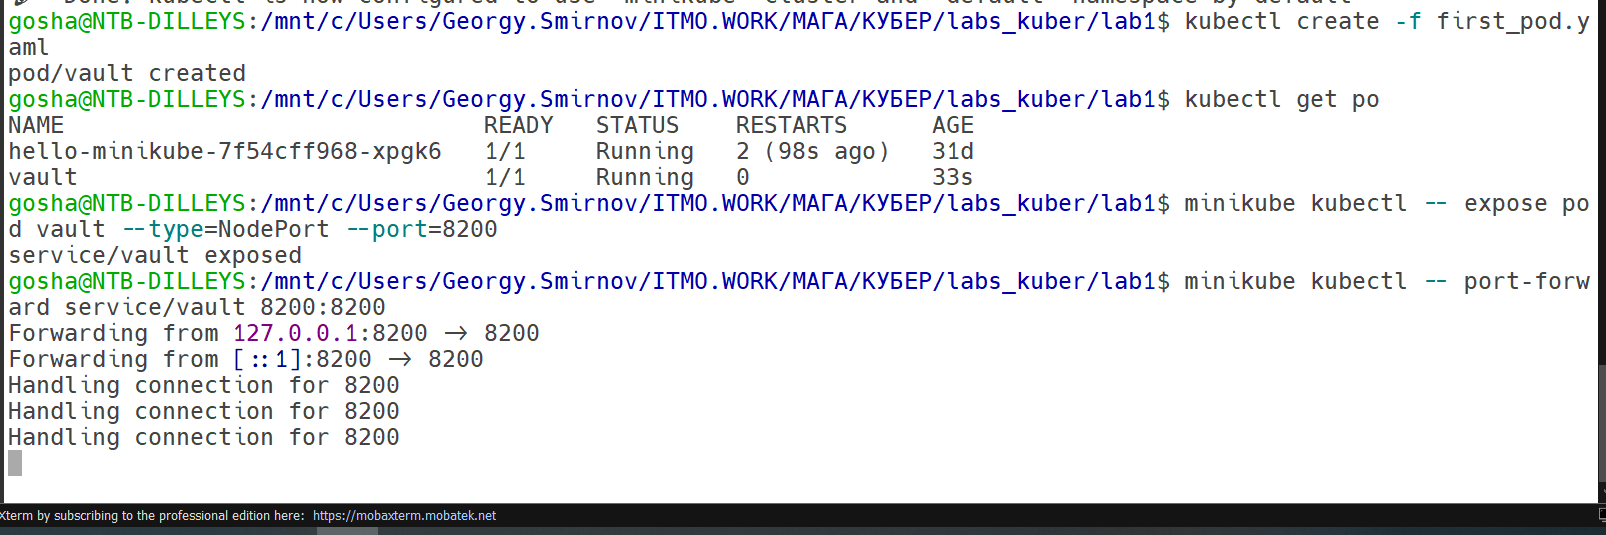 Done! kubectl is now configured to use "minikube" cluster and "default" namespace by default
gosha@NTB-DILLEYS:/mnt/c/Users/Georgy.Smirnov/ITMO.WORK/МАГА/КУБЕР/labs_kuber/lab1$ kubectl create -f first_pod.y
aml
pod/vault created
gosha@NTB-DILLEYS:/mnt/c/Users/Georgy.Smirnov/ITMO.WORK/МАГА/КУБЕР/labs_kuber/lab1$ kubectl get po
NAME READY STATUS RESTARTS AGE
hello-minikube-7f54cff968-xpgk6 1/1 Running 2 (98s ago) 31d
vault 1/1 Running 0 33s
gosha@NTB-DILLEYS:/mnt/c/Users/Georgy.Smirnov/ITMO.WORK/МАГА/КУБЕР/labs_kuber/lab1$ minikube kubectl -- expose po
d vault --type=NodePort --port=8200
service/vault exposed
gosha@NTB-DILLEYS:/mnt/c/Users/Georgy.Smirnov/ITMO.WORK/МАГА/КУБЕР/labs_kuber/lab1$ minikube kubectl -- port-forw
ard service/vault 8200:8200
Forwarding from 127.0.0.1:8200 -> 8200
Forwarding from [::1]:8200 -> 8200
Handling connection for 8200
Handling connection for 8200
Handling connection for 8200
Xterm by subscribing to the professional edition here: https://mobaxterm.mobatek.net